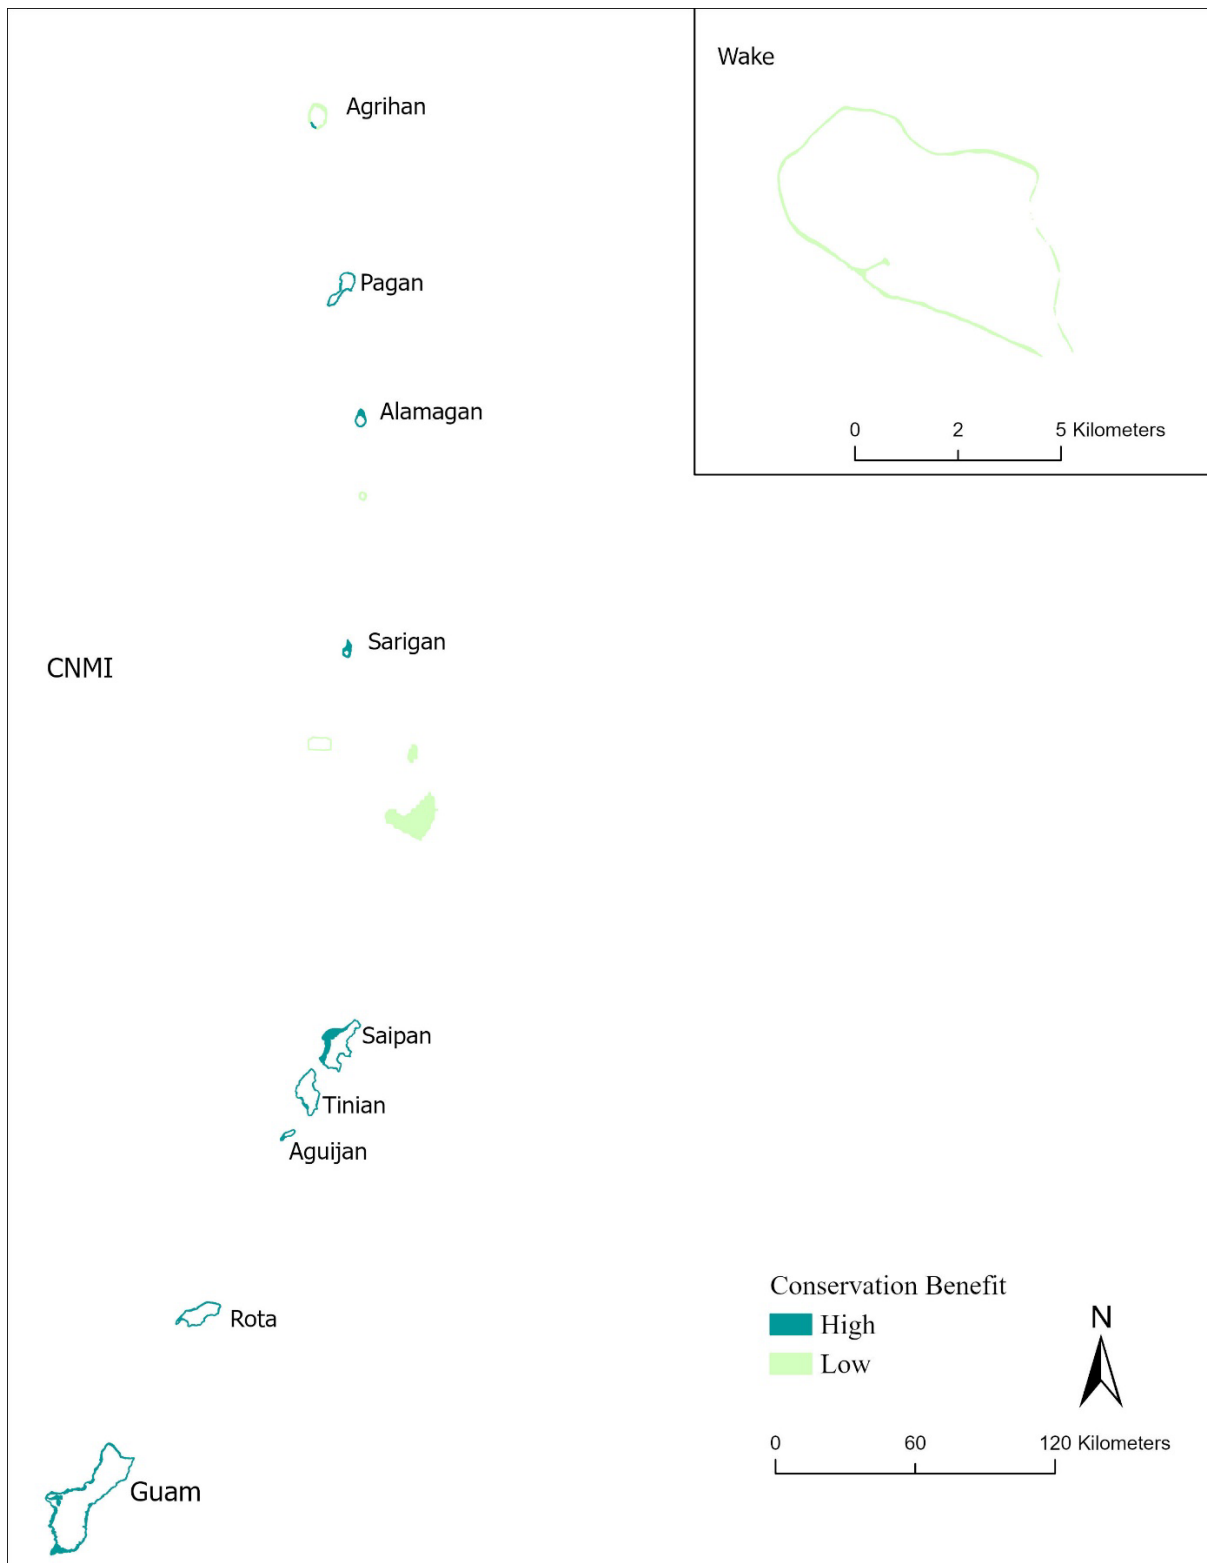 Wake
Agrihan
Pagan
Alamagan
0 2 5 Kilometers
Sarigan
CNMI
Saipan
Tinian
Aguijan
Rota
Conservation Benefit
High
Low
N
0 60 120 Kilometers
Guam